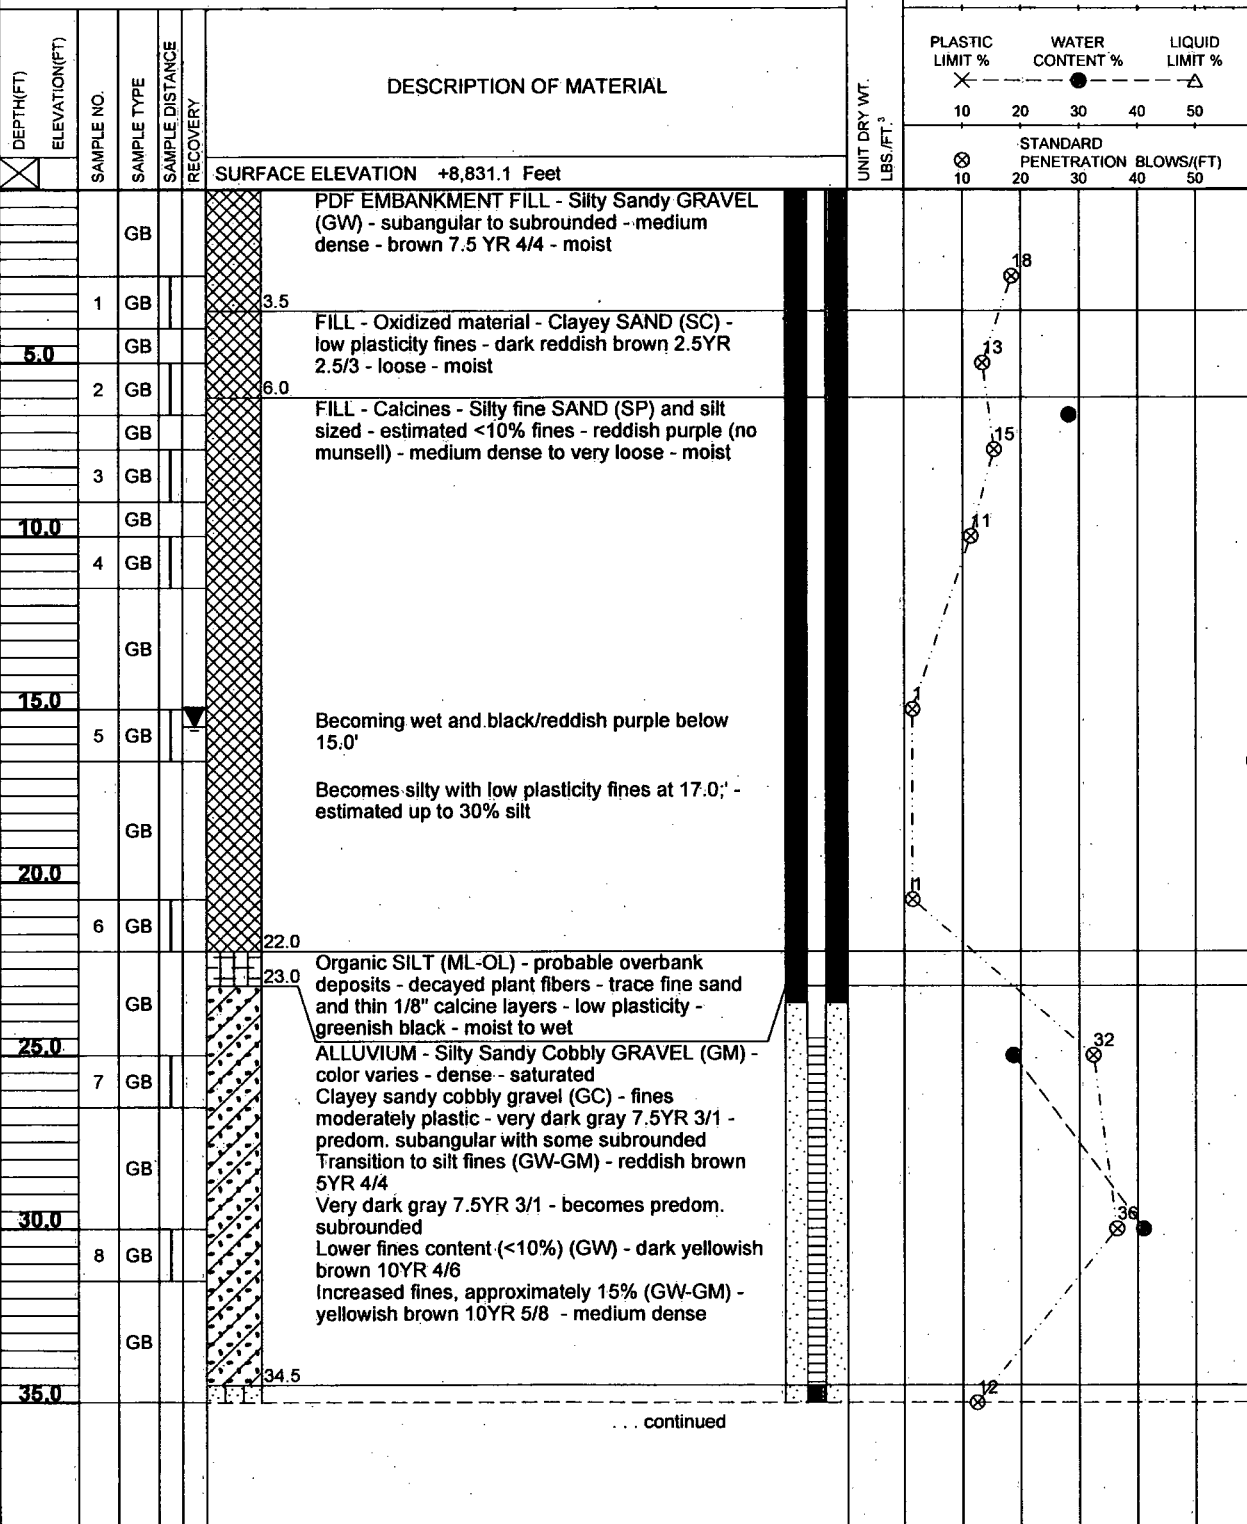 DEPTH(FT)
ELEVATION(FT)
SAMPLE NO.
SAMPLE TYPE
SAMPLE DISTANCE
RECOVERY
DESCRIPTION OF MATERIAL
SURFACE ELEVATION +8,831.1 Feet
UNIT DRY WT.
LBS./FT.³
PLASTIC
LIMIT %
WATER
CONTENT %
LIQUID
LIMIT %
10 20 30 40 50
STANDARD
PENETRATION BLOWS/(FT)
10 20 30 40 50
PDF EMBANKMENT FILL - Silty Sandy GRAVEL
(GW) - subangular to subrounded - medium
dense - brown 7.5 YR 4/4 - moist
GB
18
1 GB
3.5
FILL - Oxidized material - Clayey SAND (SC) -
low plasticity fines - dark reddish brown 2.5YR
2.5/3 - loose - moist
GB
5.0
13
2 GB
6.0
FILL - Calcines - Silty fine SAND (SP) and silt
sized - estimated <10% fines - reddish purple (no
munsell) - medium dense to very loose - moist
GB
15
3 GB
GB
10.0
11
4 GB
GB
15.0
1
5 GB
Becoming wet and black/reddish purple below
15.0'
Becomes silty with low plasticity fines at 17.0;' -
estimated up to 30% silt
GB
20.0
1
6 GB
22.0
Organic SILT (ML-OL) - probable overbank
deposits - decayed plant fibers - trace fine sand
and thin 1/8" calcine layers - low plasticity -
greenish black - moist to wet
23.0
GB
25.0
32
ALLUVIUM - Silty Sandy Cobbly GRAVEL (GM) -
color varies - dense - saturated
Clayey sandy cobbly gravel (GC) - fines
moderately plastic - very dark gray 7.5YR 3/1 -
predom. subangular with some subrounded
Transition to silt fines (GW-GM) - reddish brown
5YR 4/4
Very dark gray 7.5YR 3/1 - becomes predom.
subrounded
Lower fines content (<10%) (GW) - dark yellowish
brown 10YR 4/6
Increased fines, approximately 15% (GW-GM) -
yellowish brown 10YR 5/8 - medium dense
7 GB
GB
30.0
36
8 GB
GB
34.5
35.0
12
. . . continued